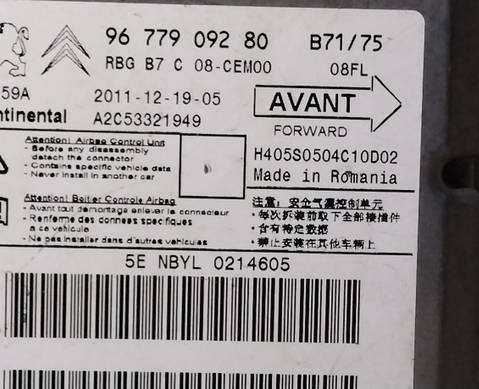 96 779 092 80 B71/75
RBG B7 C 08-CEM00 08FL
59A 2011-12-19-05 AVANT
ntinental A2C53321949 FORWARD
Attention! Airbag Control Unit
- Before any disassembly
detach the connector
- Contains specific vehicle data
- Never install in another car
H405S0504C10D02
Made in Romania
Attention! Boitier Controle Airbag
- Avant tout démontage enlever le connecteur
- Renferme des données spécifiques
a ce véhicule
- Ne pas installer dans d'autres véhicules
注意: 安全气囊控制单元
• 每次拆装前取下全部接插件
• 含有特定数据
• 禁止安装在其他车辆上
5E NBYL 0214605